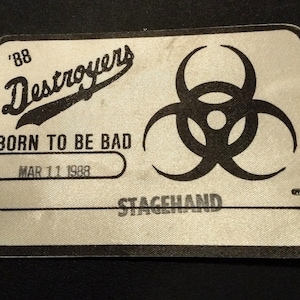 '88
Destroyers
BORN TO BE BAD
MAR 11 1988
STAGEHAND